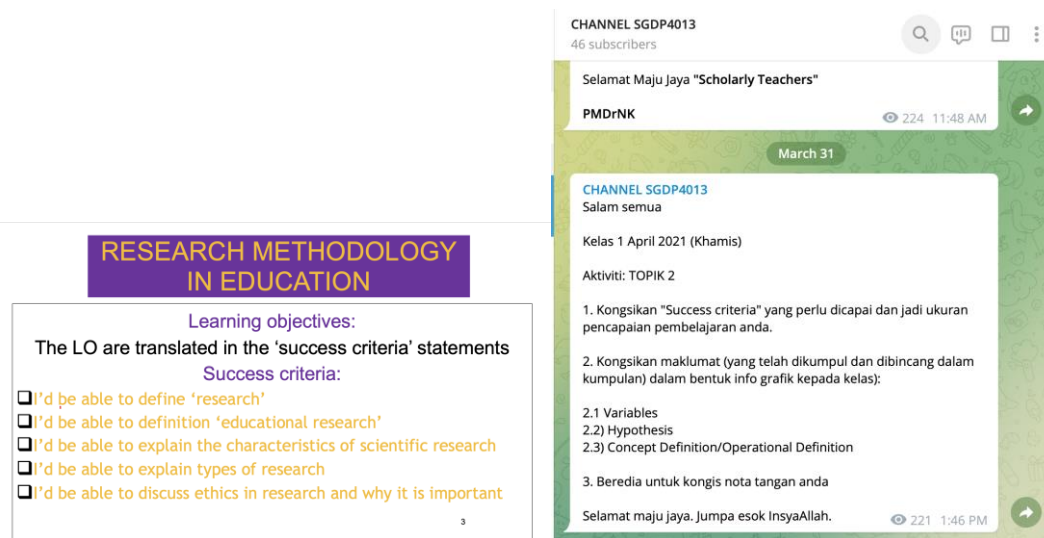 RESEARCH METHODOLOGY
IN EDUCATION
Learning objectives:
The LO are translated in the ‘success criteria’ statements
Success criteria:
I’d be able to define ‘research’
I’d be able to definition ‘educational research’
I’d be able to explain the characteristics of scientific research
I’d be able to explain types of research
I’d be able to discuss ethics in research and why it is important
3
CHANNEL SGDP4013
46 subscribers
Selamat Maju Jaya "Scholarly Teachers"
PMDrNK
224 11:48 AM
March 31
CHANNEL SGDP4013
Salam semua
Kelas 1 April 2021 (Khamis)
Aktiviti: TOPIK 2
1. Kongsikan "Success criteria" yang perlu dicapai dan jadi ukuran
pencapaian pembelajaran anda.
2. Kongsikan maklumat (yang telah dikumpul dan dibincang dalam
kumpulan) dalam bentuk info grafik kepada kelas):
2.1 Variables
2.2) Hypothesis
2.3) Concept Definition/Operational Definition
3. Beredia untuk kongis nota tangan anda
Selamat maju jaya. Jumpa esok InsyaAllah.
221 1:46 PM